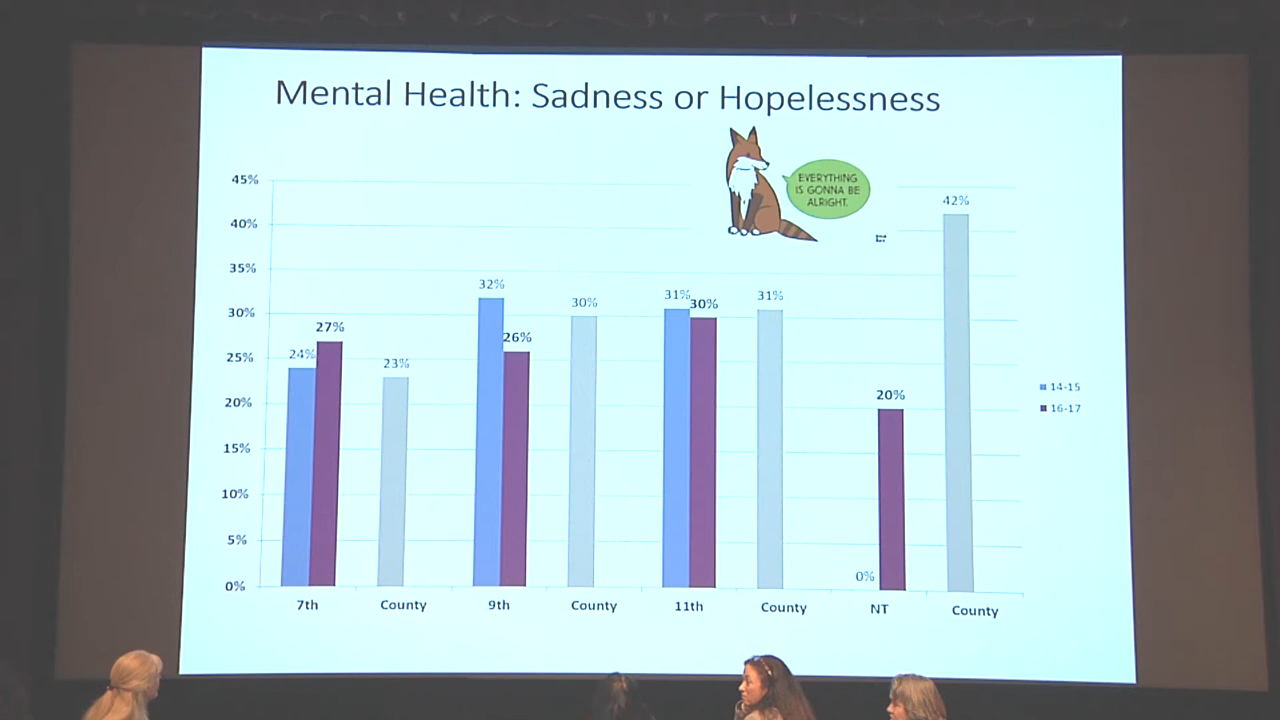 Mental Health: Sadness or Hopelessness
EVERYTHING
IS GONNA BE
ALRIGHT.
45%
40%
35%
30%
25%
20%
15%
10%
5%
0%
24%
27%
23%
32%
26%
30%
31%
30%
31%
0%
20%
42%
7th
County
9th
County
11th
County
NT
County
14-15
16-17